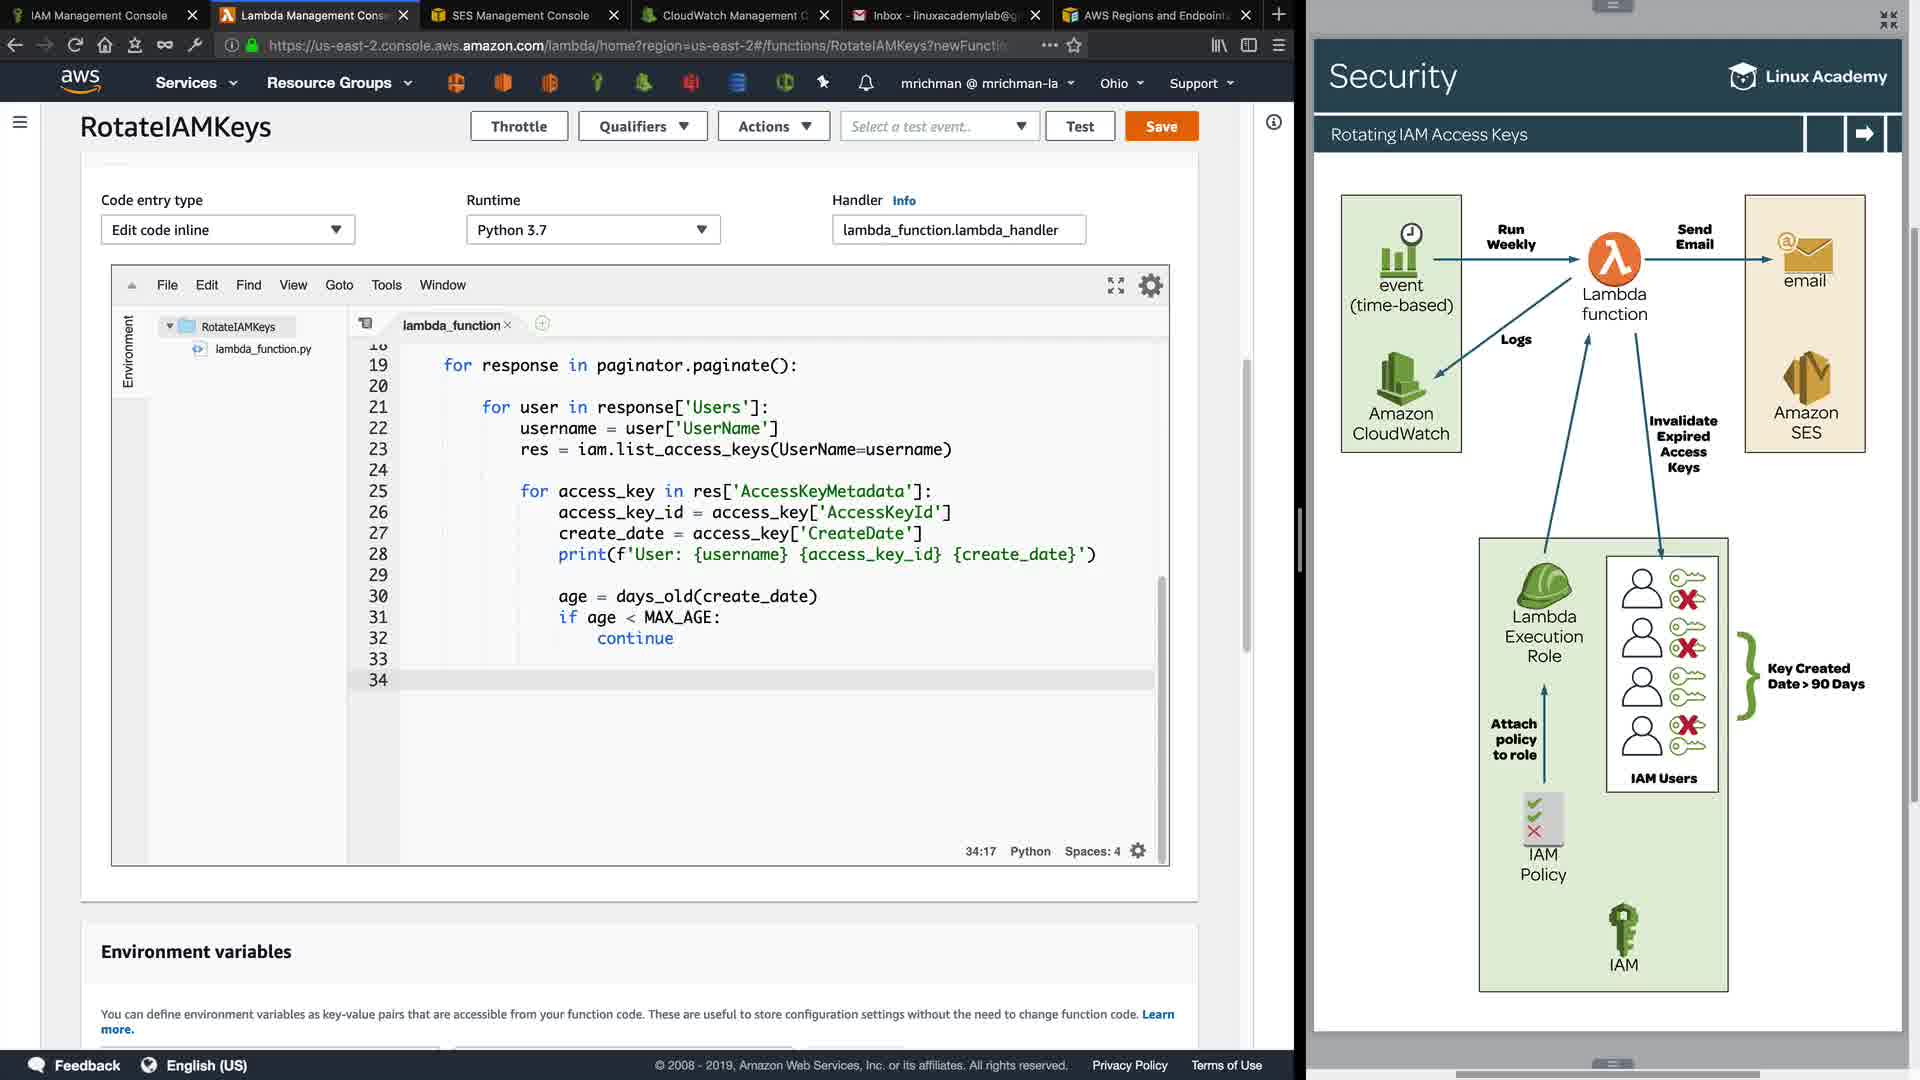 IAM Management Console
Lambda Management Conso
SES Management Console
CloudWatch Management C
Inbox - linuxacademylab@g
AWS Regions and Endpoints
https://us-east-2.console.aws.amazon.com/lambda/home?region=us-east-2#/functions/RotateIAMKeys?newFuncti
aws
Services
Resource Groups
mrichman @ mrichman-la
Ohio
Support
RotateIAMKeys
Throttle
Qualifiers
Actions
Select a test event..
Test
Save
Code entry type
Runtime
Handler Info
Edit code inline
Python 3.7
lambda_function.lambda_handler
File Edit Find View Goto Tools Window
Environment
RotateIAMKeys
lambda_function.py
lambda_function
18
19 for response in paginator.paginate():
20
21 for user in response['Users']:
22 username = user['UserName']
23 res = iam.list_access_keys(UserName=username)
24
25 for access_key in res['AccessKeyMetadata']:
26 access_key_id = access_key['AccessKeyId']
27 create_date = access_key['CreateDate']
28 print(f'User: {username} {access_key_id} {create_date}')
29
30 age = days_old(create_date)
31 if age < MAX_AGE:
32 continue
33
34
34:17 Python Spaces: 4
Environment variables
You can define environment variables as key-value pairs that are accessible from your function code. These are useful to store configuration settings without the need to change function code. Learn
more.
Feedback
English (US)
© 2008 - 2019, Amazon Web Services, Inc. or its affiliates. All rights reserved.
Privacy Policy
Terms of Use
Security
Linux Academy
Rotating IAM Access Keys
event
(time-based)
Amazon
CloudWatch
Run
Weekly
Lambda
function
Send
Email
email
Amazon
SES
Logs
Invalidate
Expired
Access
Keys
Lambda
Execution
Role
IAM Users
Key Created
Date > 90 Days
Attach
policy
to role
IAM
Policy
IAM